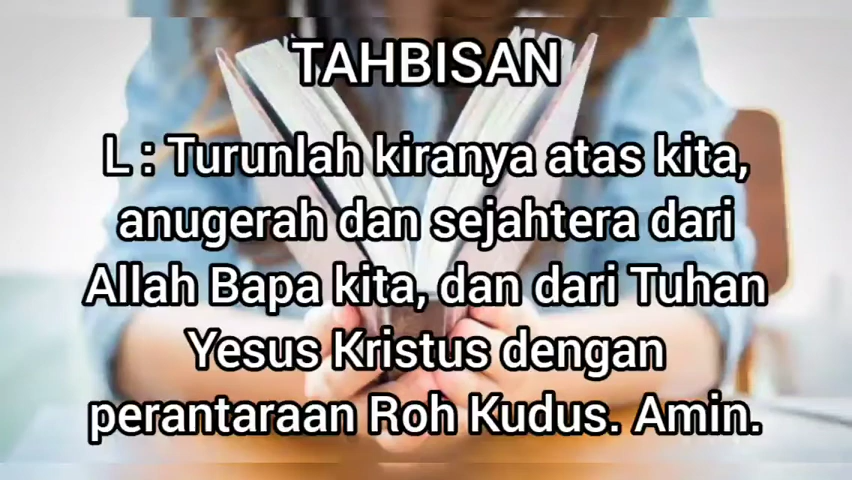 TAHBISAN
L : Turunlah kiranya atas kita,
anugerah dan sejahtera dari
Allah Bapa kita, dan dari Tuhan
Yesus Kristus dengan
perantaraan Roh Kudus. Amin.